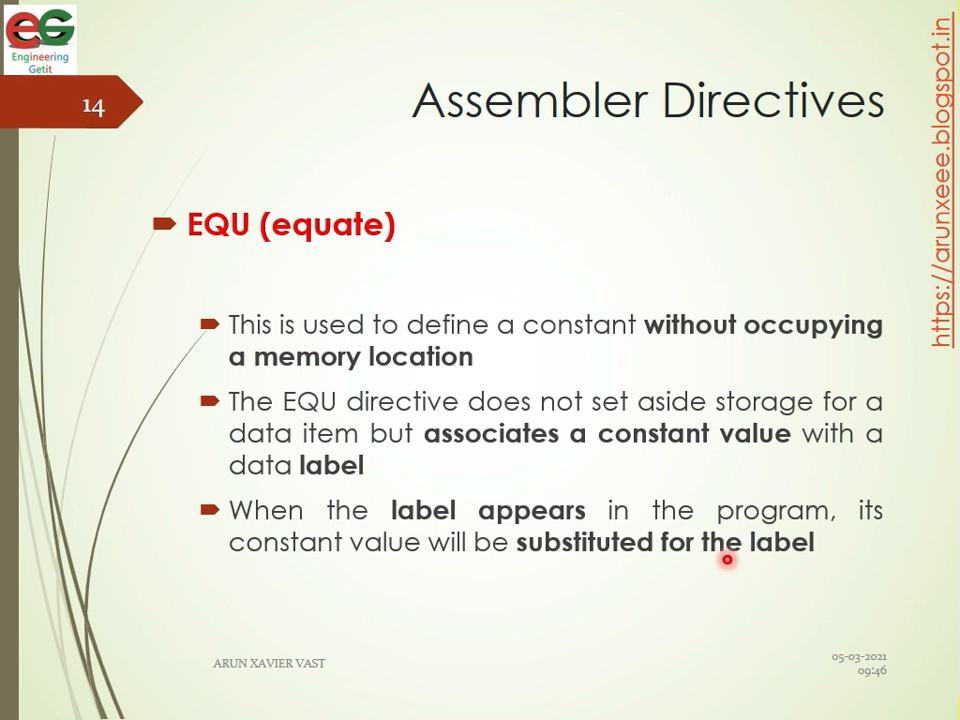 eG
Engineering
Getit
14
Assembler Directives
https://arunxeee.blogspot.in
EQU (equate)
This is used to define a constant without occupying
a memory location
The EQU directive does not set aside storage for a
data item but associates a constant value with a
data label
When the label appears in the program, its
constant value will be substituted for the label
ARUN XAVIER VAST
05-03-2021
09:46